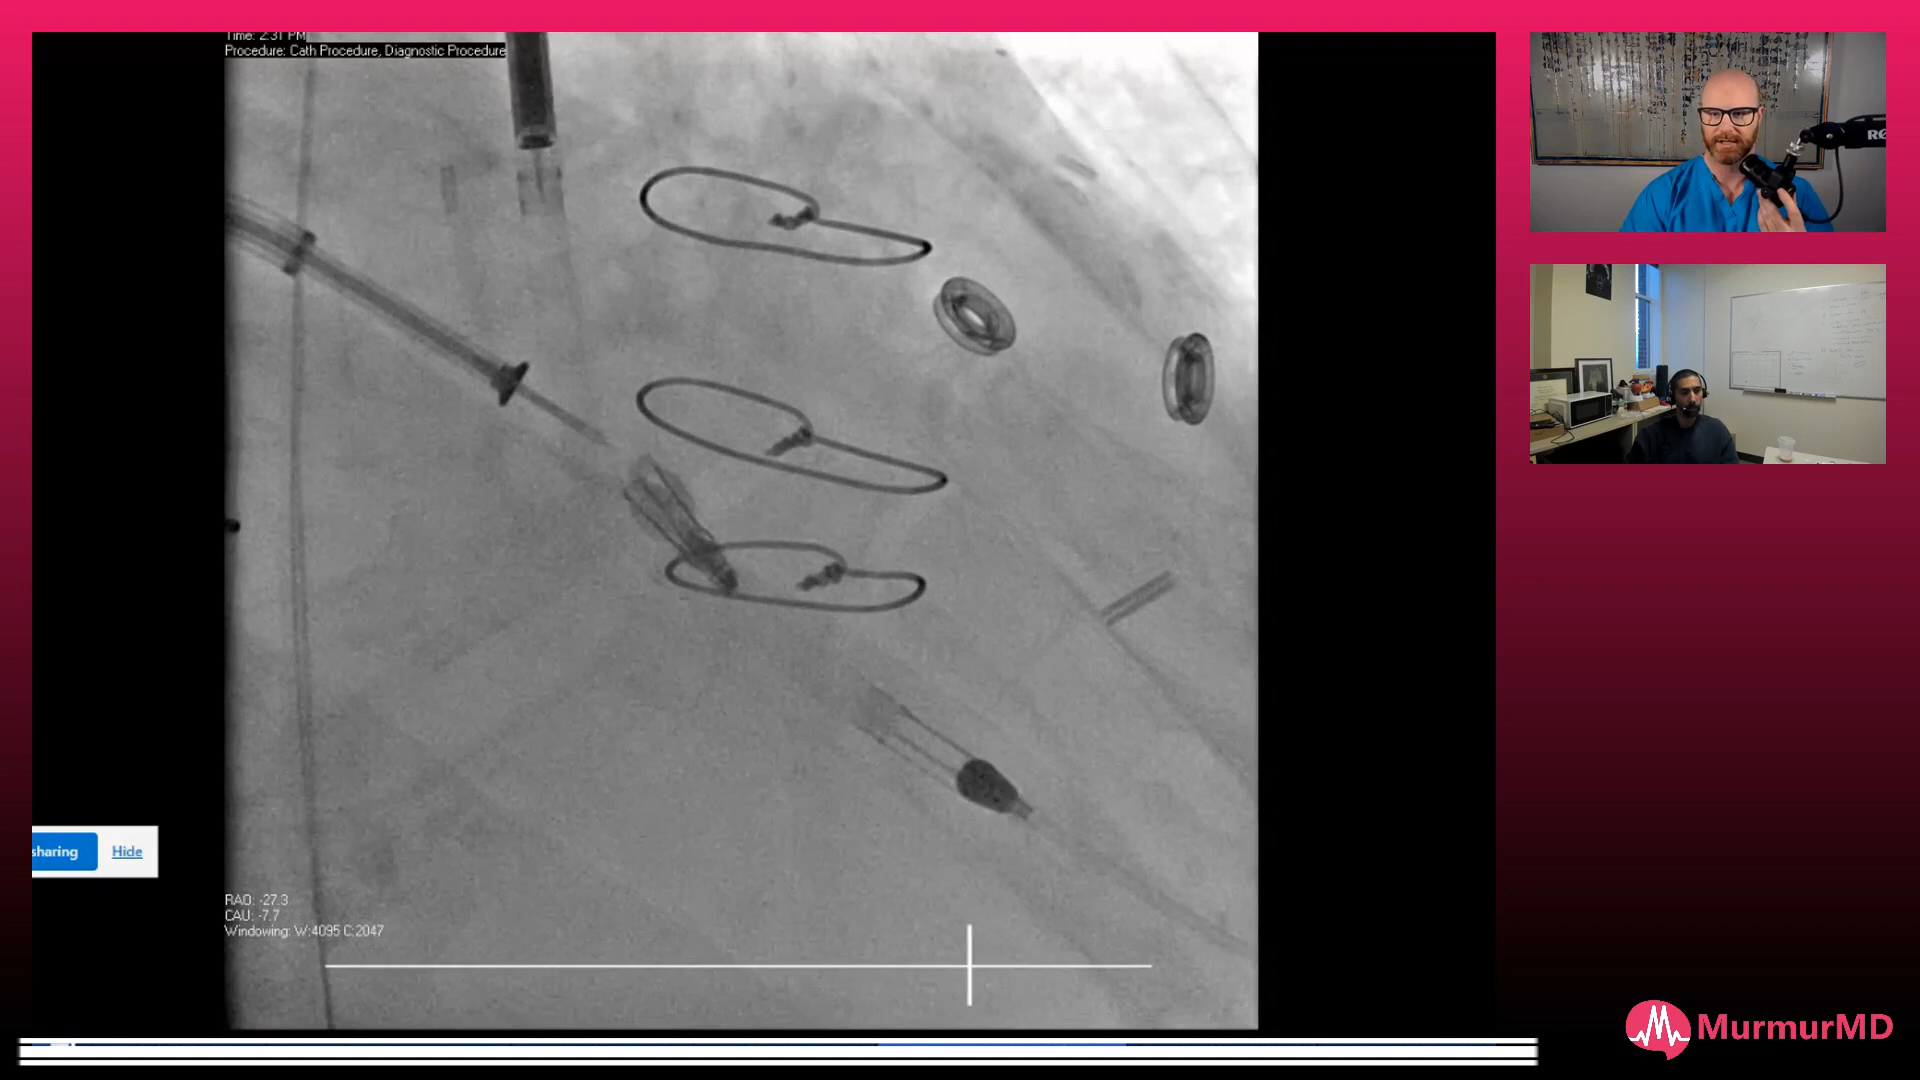 Time: 2:31 PM
Procedure: Cath Procedure, Diagnostic Procedure
RØ
sharing
Hide
RAO: -27.3
CAU: -7.7
Windowing: W:4095 C:2047
MurmurMD